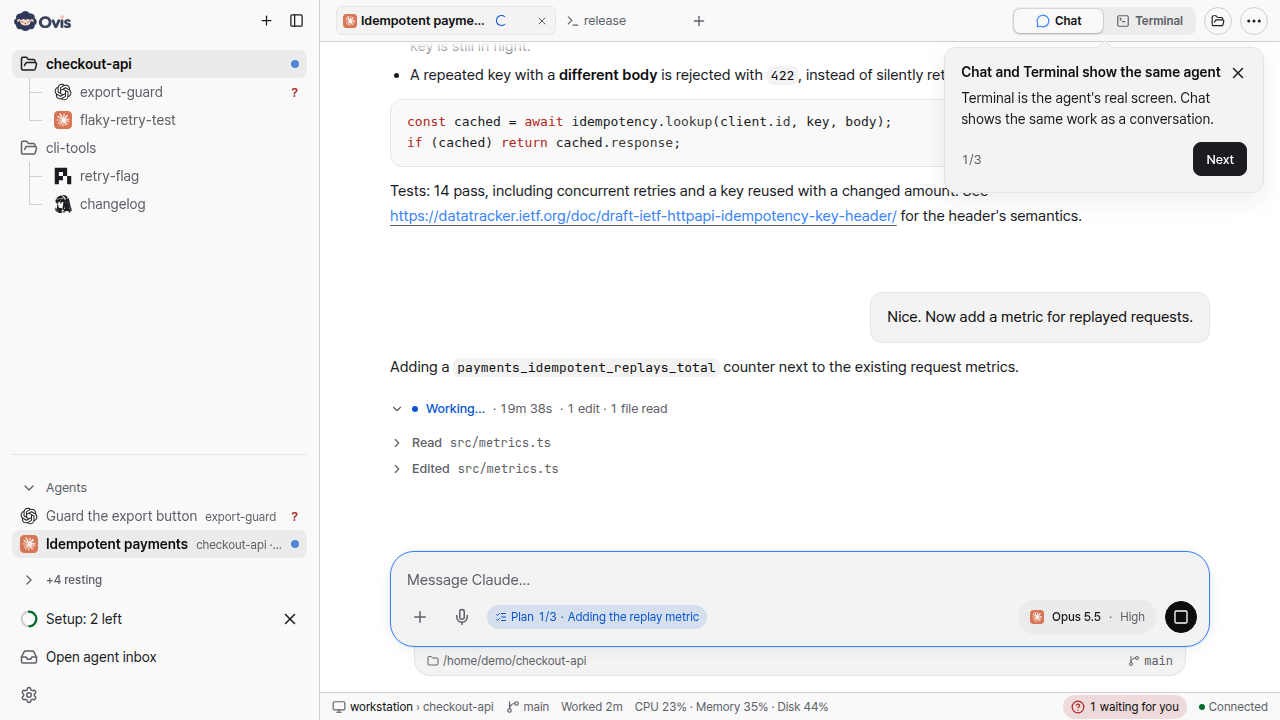 Ovis
checkout-api
export-guard ?
flaky-retry-test
cli-tools
retry-flag
changelog
Agents
Guard the export button export-guard ?
Idempotent payments checkout-api ·...
+4 resting
Setup: 2 left
Open agent inbox
Idempotent payme...
release
Chat
Terminal
key is still in flight.
A repeated key with a different body is rejected with 422, instead of silently ret
const cached = await idempotency.lookup(client.id, key, body);
if (cached) return cached.response;
Tests: 14 pass, including concurrent retries and a key reused with a changed amount. See
https://datatracker.ietf.org/doc/draft-ietf-httpapi-idempotency-key-header/ for the header's semantics.
Chat and Terminal show the same agent
Terminal is the agent's real screen. Chat
shows the same work as a conversation.
1/3
Next
Nice. Now add a metric for replayed requests.
Adding a payments_idempotent_replays_total counter next to the existing request metrics.
Working... · 19m 38s · 1 edit · 1 file read
Read src/metrics.ts
Edited src/metrics.ts
Message Claude...
Plan 1/3 · Adding the replay metric
Opus 5.5 · High
/home/demo/checkout-api
main
workstation › checkout-api main Worked 2m CPU 23% · Memory 35% · Disk 44%
1 waiting for you
Connected